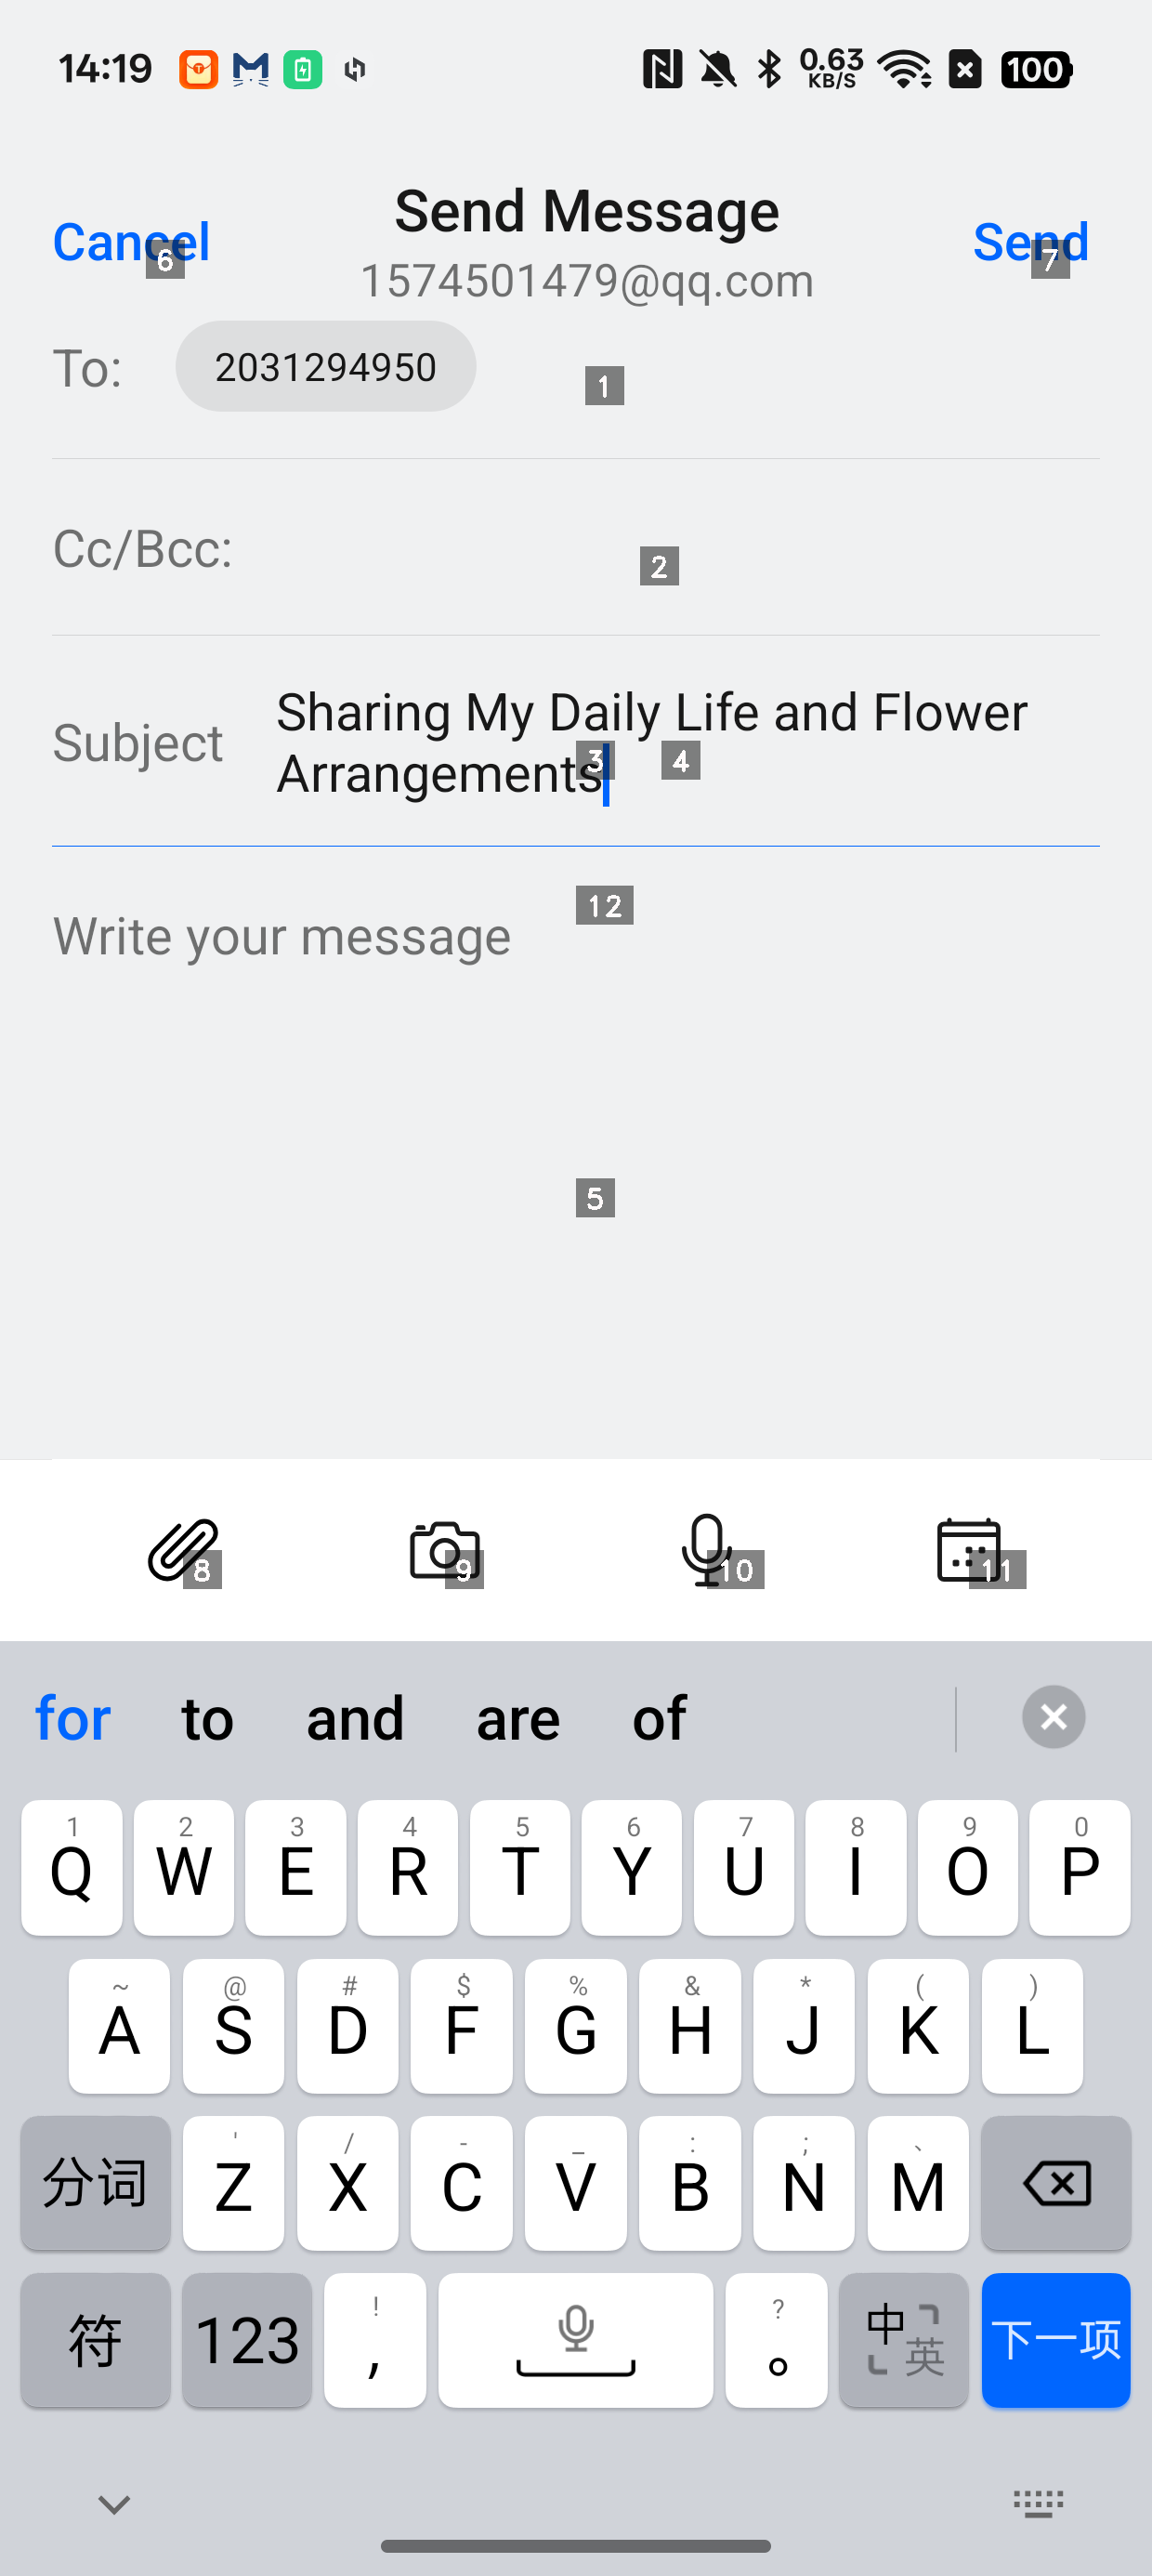 14:19
0.63
KB/S
100
Cancel
Send Message
Send
6
7
1574501479@qq.com
To:
2031294950
1
Cc/Bcc:
2
Subject
Sharing My Daily Life and Flower
Arrangements
3
4
12
Write your message
5
8
9
10
11
for to and are of
1 2 3 4 5 6 7 8 9 0
Q W E R T Y U I O P
~ @ # $ % & * ( )
A S D F G H J K L
' / - _ : ; 、
分词 Z X C V B N M
! ?
符 123 , 。 中 英 下一项